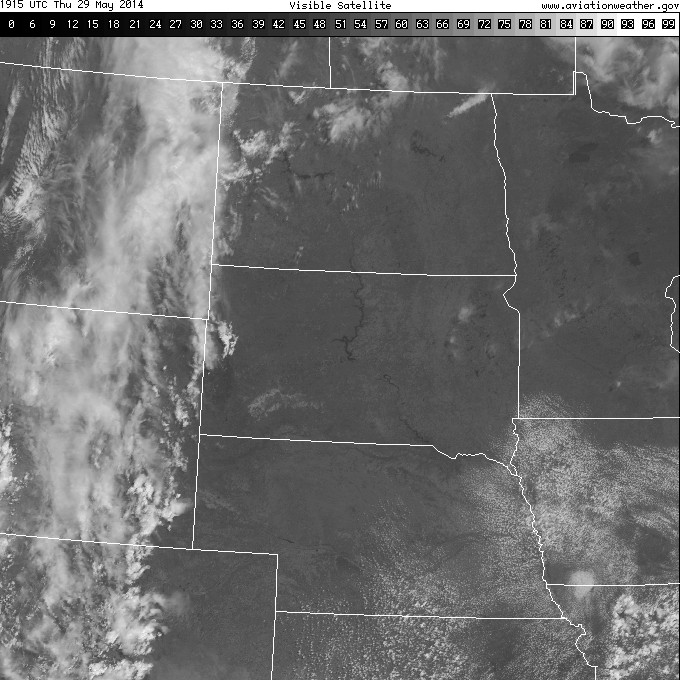 1915 UTC Thu 29 May 2014 Visible Satellite www.aviationweather.gov
0 6 9 12 15 18 21 24 27 30 33 36 39 42 45 48 51 54 57 60 63 66 69 72 75 78 81 84 87 90 93 96 99